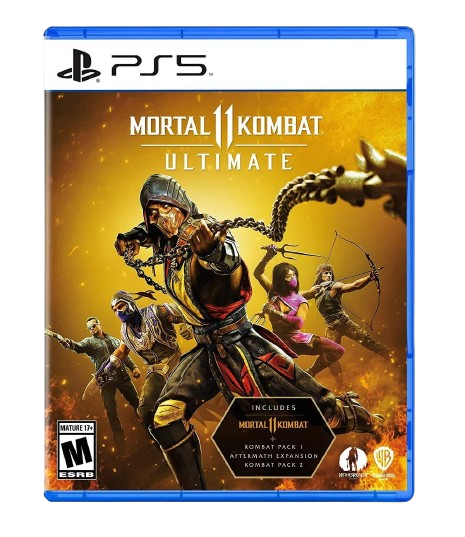 PS5
MORTAL 11 KOMBAT
ULTIMATE
INCLUDES
MORTAL 11 KOMBAT
+
KOMBAT PACK 1
AFTERMATH EXPANSION
KOMBAT PACK 2
MATURE 17+
M
ESRB
WB